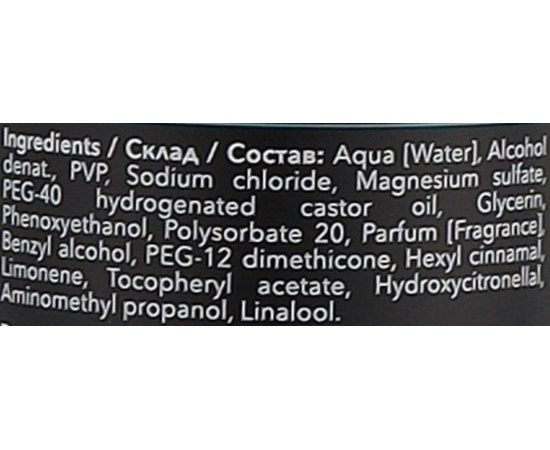 Ingredients / Склад / Состав: Aqua [Water], Alcohol
denat., PVP, Sodium chloride, Magnesium sulfate,
PEG-40 hydrogenated castor oil, Glycerin,
Phenoxyethanol, Polysorbate 20, Parfum [Fragrance],
Benzyl alcohol, PEG-12 dimethicone, Hexyl cinnamal,
Limonene, Tocopheryl acetate, Hydroxycitronellal,
Aminomethyl propanol, Linalool.